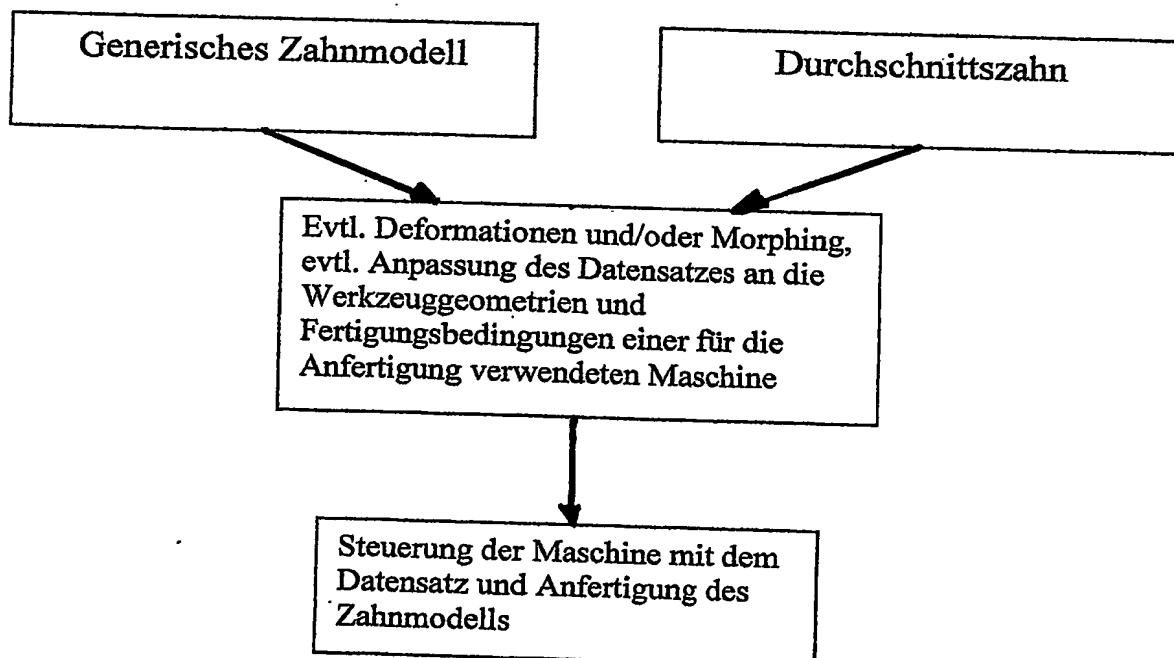 Generisches Zahnmodell
Durchschnittszahn
Evtl. Deformationen und/oder Morphing,
evtl. Anpassung des Datensatzes an die
Werkzeuggeometrien und
Fertigungsbedingungen einer für die
Anfertigung verwendeten Maschine
Steuerung der Maschine mit dem
Datensatz und Anfertigung des
Zahnmodells